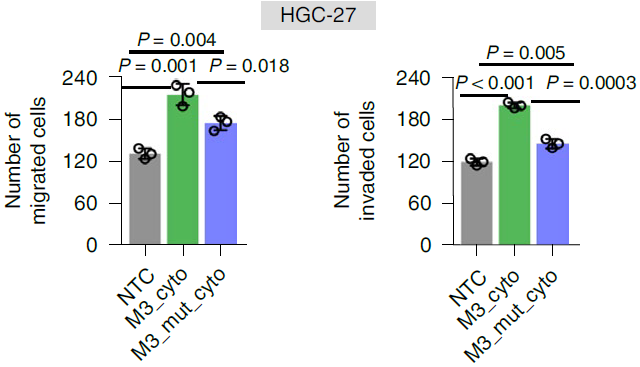 HGC-27
P = 0.004
P = 0.001 P = 0.018
Number of
migrated cells
240
180
120
60
0
NTC
M3_cyto
M3_mut_cyto
P = 0.005
P < 0.001 P = 0.0003
Number of
invaded cells
240
180
120
60
0
NTC
M3_cyto
M3_mut_cyto